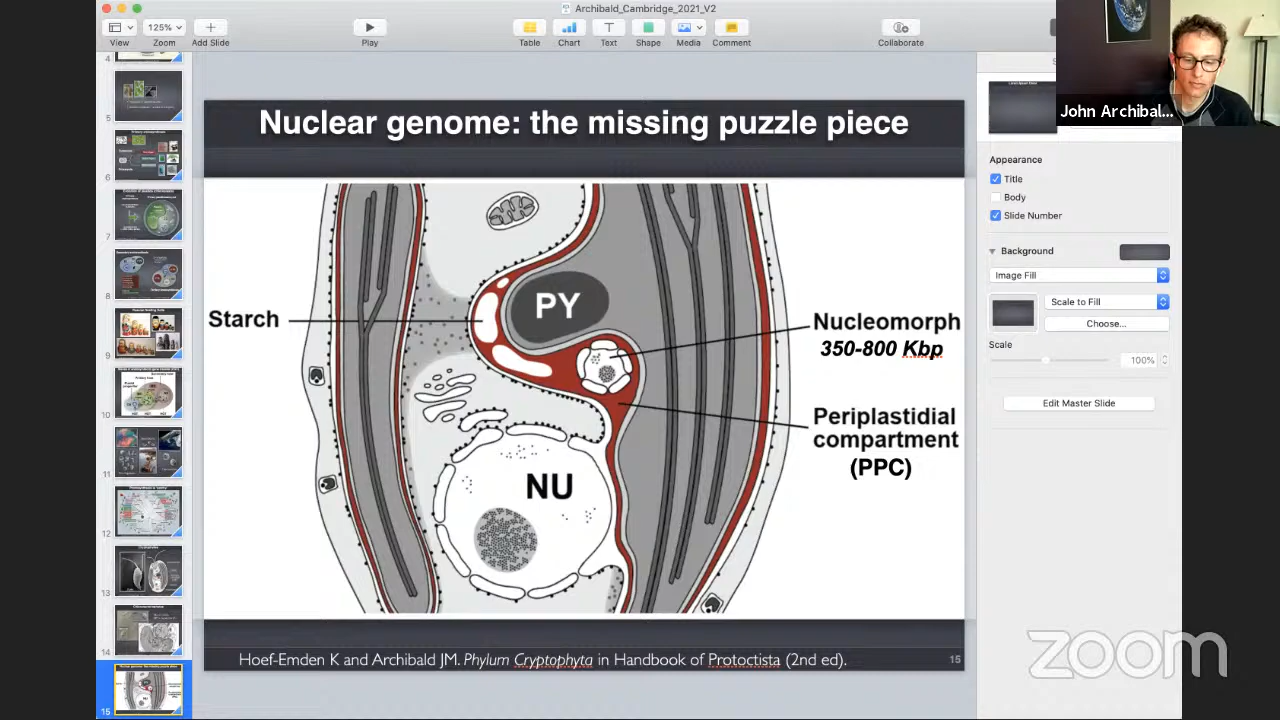 Archibald_Cambridge_2021_V2
125%
View
Zoom
Add Slide
Play
Table
Chart
Text
Shape
Media
Comment
Collaborate
John Archibal...
4
5
6
7
8
9
10
11
12
13
14
15
Nuclear genome: the missing puzzle piece
Starch
PY
NU
Nucleomorph
350-800 Kbp
Periplastidial
compartment
(PPC)
Hoef-Emden K and Archibald JM. Phylum Cryptophyta in Handbook of Protoctista (2nd ed).
15
Appearance
Title
Body
Slide Number
Background
Image Fill
Scale to Fill
Choose...
Scale
100%
Edit Master Slide
zoom